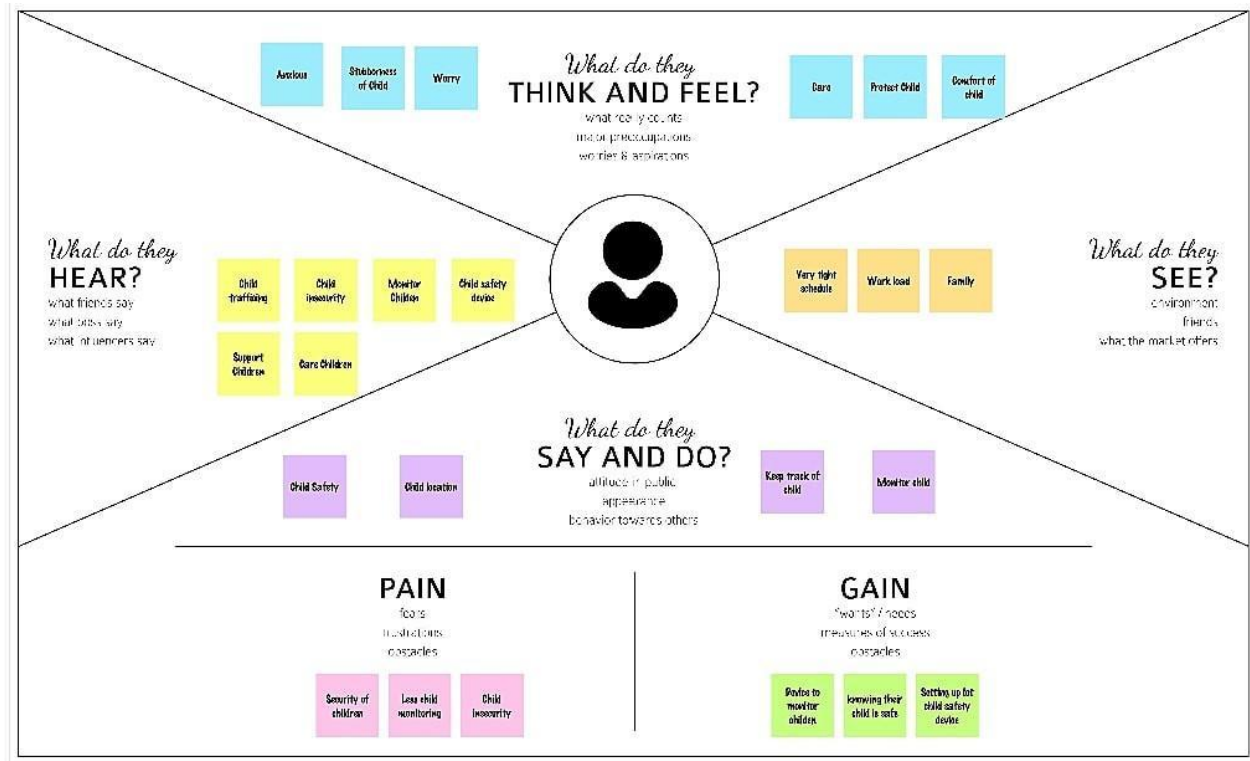 What do they
THINK AND FEEL?
what really counts
major preoccupations
worries & aspirations
Anxious
Stubborness
of Child
Worry
Care
Protect Child
Comfort of
child
What do they
HEAR?
what friends say
what boss say
what influencers say
Child
Child
insecurity
Monitor
Children
Child safety
device
Support
Children
Care Children
Very tight
schedule
Work load
Family
What do they
SEE?
environment
friends
what the market offers
What do they
SAY AND DO?
attitude in public
appearance
behavior towards others
Child Safety
Child location
Keep track of
child
Monitor child
PAIN
fears
frustrations
obstacles
Security of
children
Less child
monitoring
Child
insecurity
GAIN
"wants" / needs
measures of success
obstacles
Device to
monitor
knowing their
child is safe
Setting up for
child safety
device